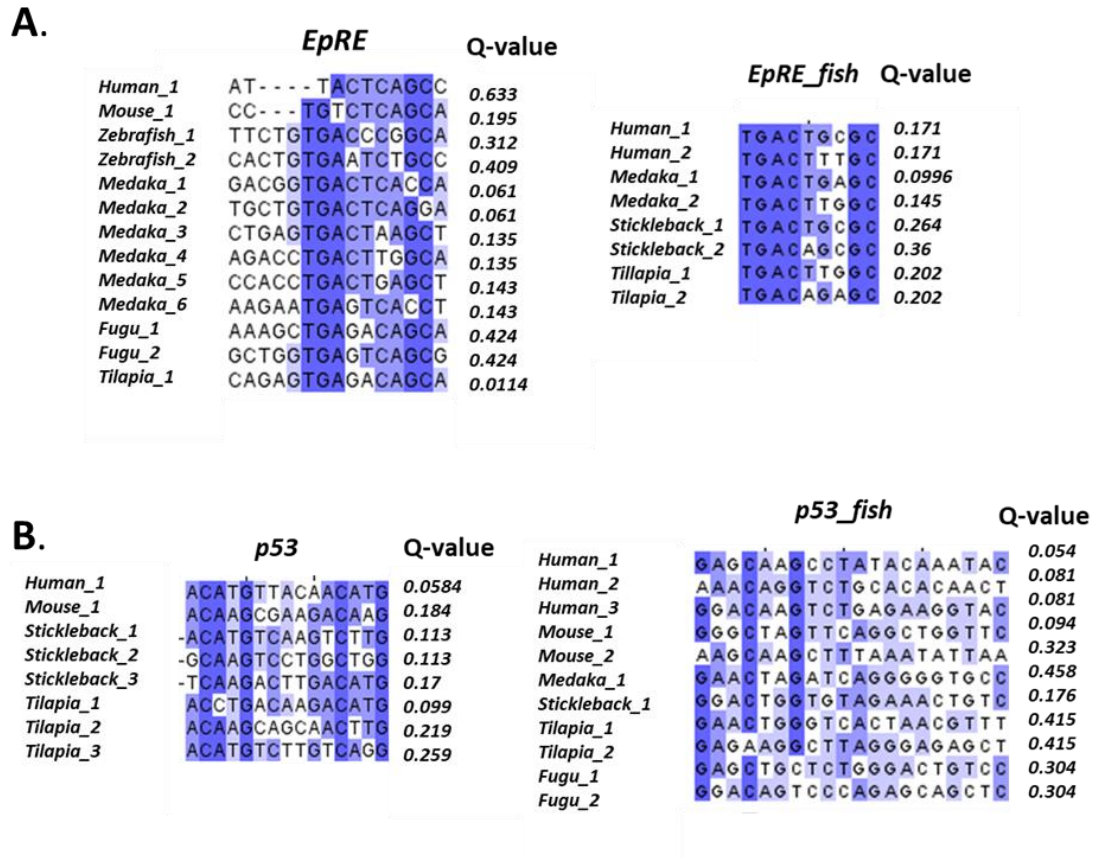 A.
EpRE Q-value
Human_1 AT----TACTCAGCC 0.633
Mouse_1 CC---TGTCTCAGCA 0.195
Zebrafish_1 TTCTGTGACCCGGCA 0.312
Zebrafish_2 CACTGTGAATCTGCC 0.409
Medaka_1 GACGGTGACTCACCA 0.061
Medaka_2 TGCTGTGACTCAGGA 0.061
Medaka_3 CTGAGTGACTAAGCT 0.135
Medaka_4 AGACCTGACTTGGCA 0.135
Medaka_5 CCACCTGACTGAGCT 0.143
Medaka_6 AAGAATGAGTCACCT 0.143
Fugu_1 AAAGCTGAGACAGCA 0.424
Fugu_2 GCTGGTGAGTCAGCG 0.424
Tilapia_1 CAGAGTGAGACAGCA 0.0114
EpRE_fish Q-value
Human_1 TGACTGCGC 0.171
Human_2 TGACTTTGC 0.171
Medaka_1 TGACTGAGC 0.0996
Medaka_2 TGACTTGGC 0.145
Stickleback_1 TGACTGCGC 0.264
Stickleback_2 TGACAGCGC 0.36
Tillapia_1 TGACTTGGC 0.202
Tilapia_2 TGACAGAGC 0.202
B.
p53 Q-value
Human_1 ACATGTTACAACATG 0.0584
Mouse_1 ACAAGCGAAGACAAG 0.184
Stickleback_1 -ACATGTCAAGTCTTG 0.113
Stickleback_2 -GCAAGTCCTGGCTGG 0.113
Stickleback_3 -TCAAGACTTGACATG 0.17
Tilapia_1 ACCTGACAAGACATG 0.099
Tilapia_2 ACAAGCAGCAACTTG 0.219
Tilapia_3 ACATGTCTTGTCAGG 0.259
p53_fish Q-value
Human_1 GAGCAAGCCTATACAAATAC 0.054
Human_2 AAACAGGTCTGCACACAACT 0.081
Human_3 GGACAAGTCTGAGAAGGTAC 0.081
Mouse_1 GGGCTAGTTCAGGCTGGTTC 0.094
Mouse_2 AAGCAAGCTTTAAATATTAA 0.323
Medaka_1 GAACTAGATCAGGGGGTGCC 0.458
Stickleback_1 GGACTGGTGTAGAAACTGTC 0.176
Tilapia_1 GAACTGGGTCACTAACGTTT 0.415
Tilapia_2 GAGAAGGCTTAGGGAGAGCT 0.415
Fugu_1 GAGCTGCTCTGGGACTGTCC 0.304
Fugu_2 GGACAGTCCCAGAGCAGCTC 0.304